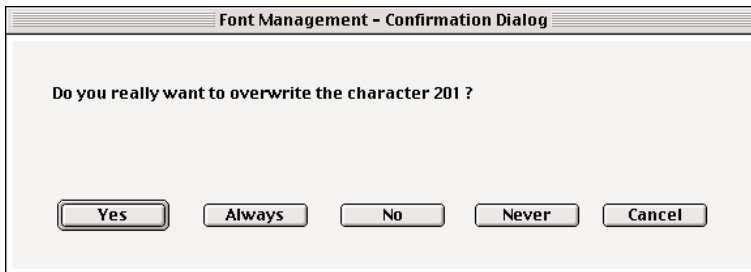 Font Management - Confirmation Dialog
Do you really want to overwrite the character 201 ?
Yes Always No Never Cancel